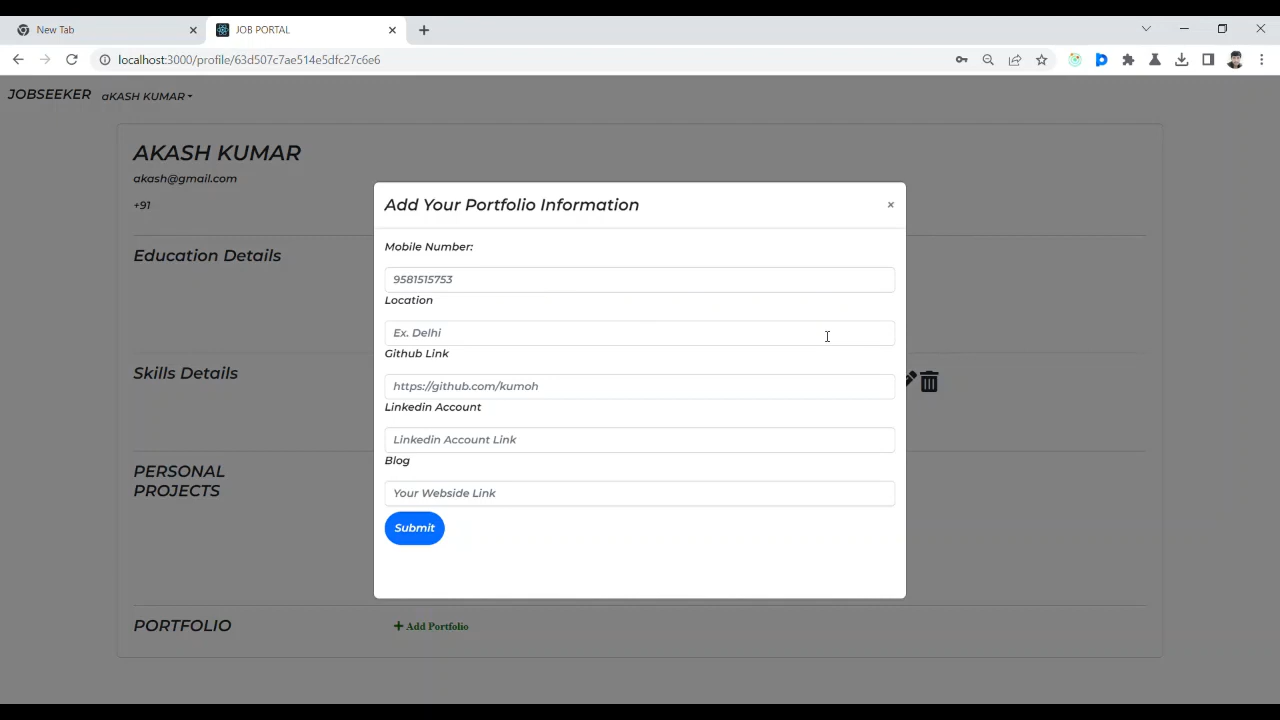 New Tab
JOB PORTAL
localhost:3000/profile/63d507c7ae514e5dfc27c6e6
JOBSEEKER aKASH KUMAR
AKASH KUMAR
akash@gmail.com
+91
Education Details
Skills Details
PERSONAL
PROJECTS
PORTFOLIO
Add Portfolio
Add Your Portfolio Information
×
Mobile Number:
9581515753
Location
Ex. Delhi
Github Link
https://github.com/kumoh
Linkedin Account
Linkedin Account Link
Blog
Your Webside Link
Submit